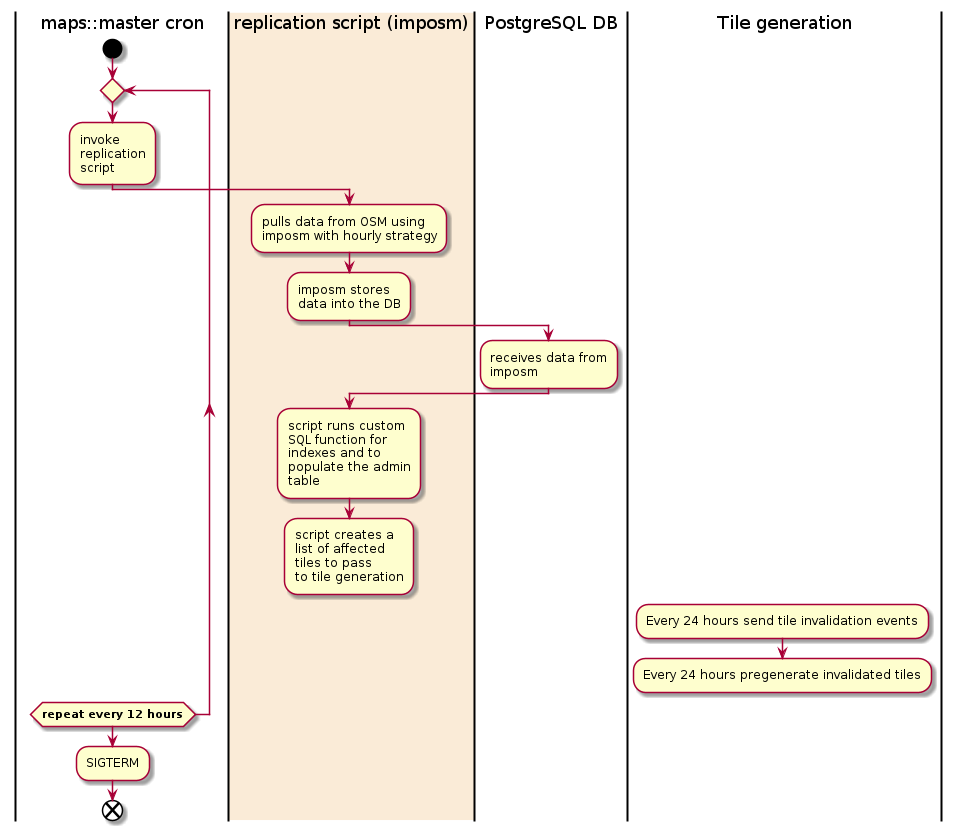 maps::master cron
replication script (imposm)
PostgreSQL DB
Tile generation
invoke
replication
script
pulls data from OSM using
imposm with hourly strategy
imposm stores
data into the DB
receives data from
imposm
script runs custom
SQL function for
indexes and to
populate the admin
table
script creates a
list of affected
tiles to pass
to tile generation
Every 24 hours send tile invalidation events
Every 24 hours pregenerate invalidated tiles
repeat every 12 hours
SIGTERM